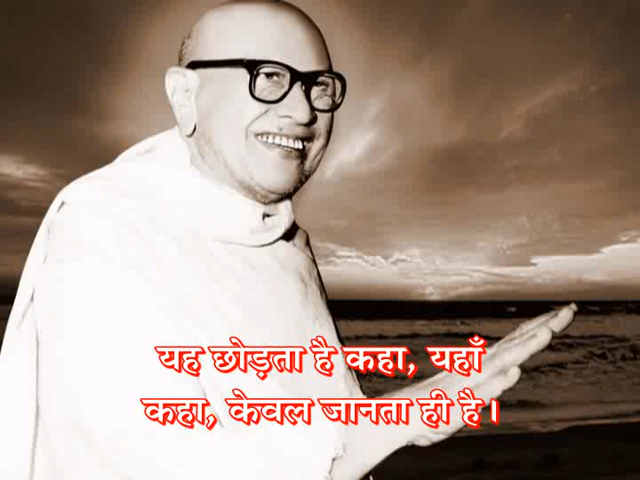 यह छोड़ता है कहा, यहाँ
कहा, केवल जानता ही है।